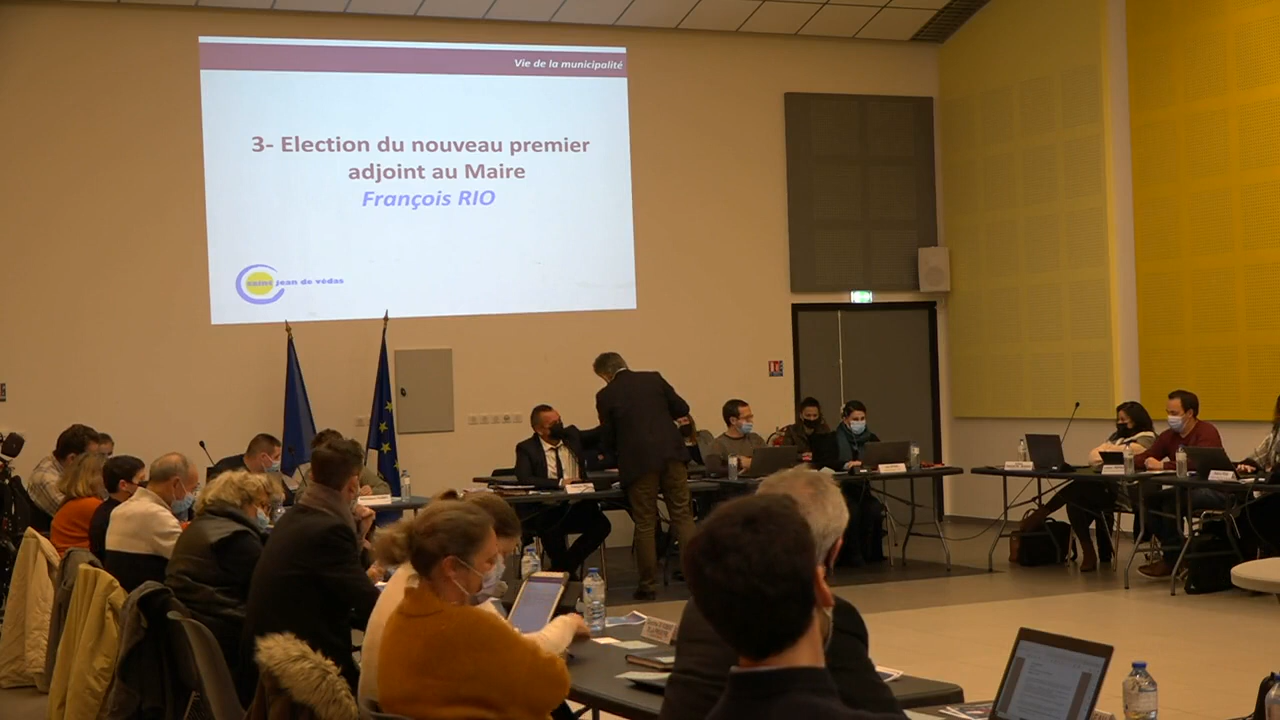 Vie de la municipalité
3- Election du nouveau premier
adjoint au Maire
François RIO
saint jean de védas